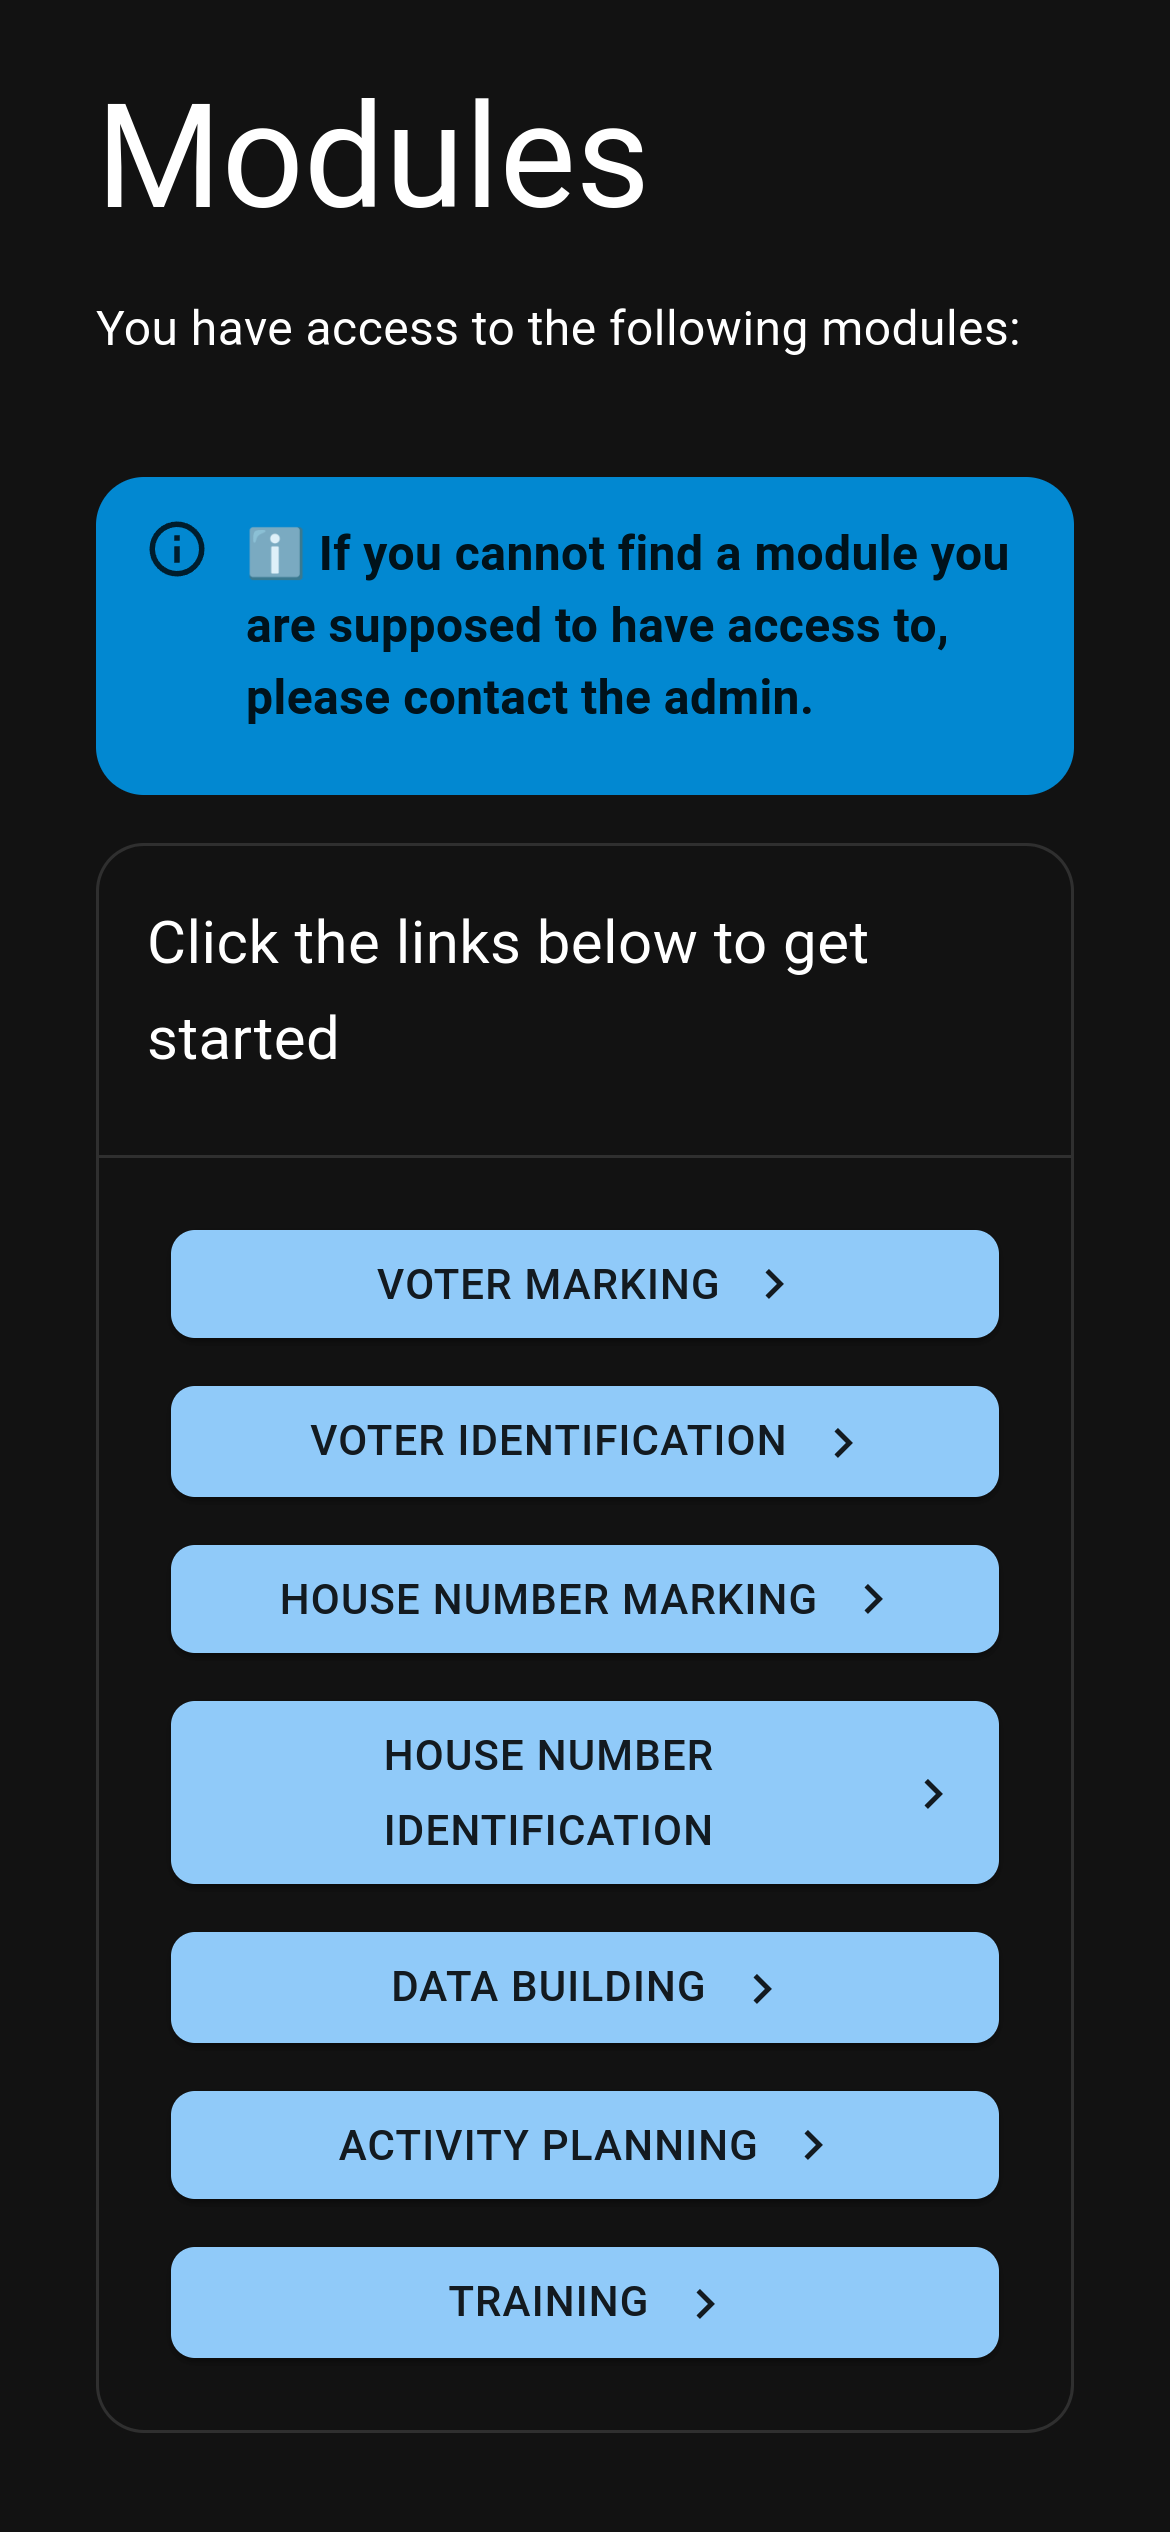 Modules
You have access to the following modules:
ℹ️ If you cannot find a module you
are supposed to have access to,
please contact the admin.
Click the links below to get
started
VOTER MARKING
VOTER IDENTIFICATION
HOUSE NUMBER MARKING
HOUSE NUMBER
IDENTIFICATION
DATA BUILDING
ACTIVITY PLANNING
TRAINING